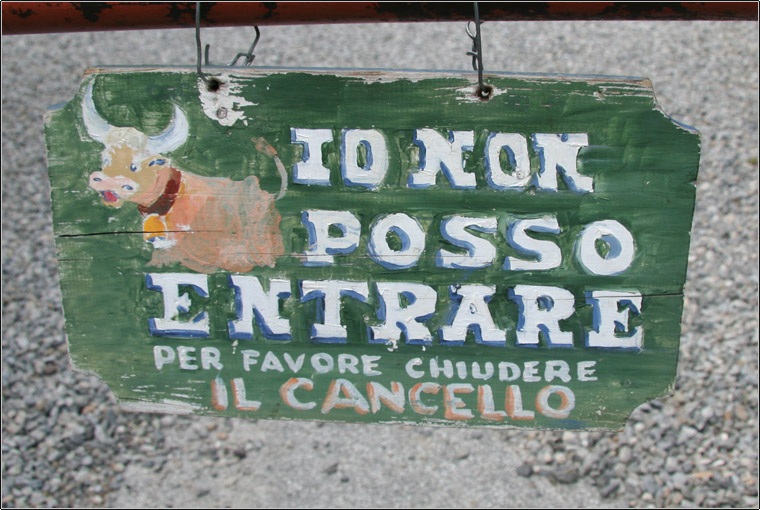 IO NON
POSSO
ENTRARE
PER FAVORE CHIUDERE
IL CANCELLO